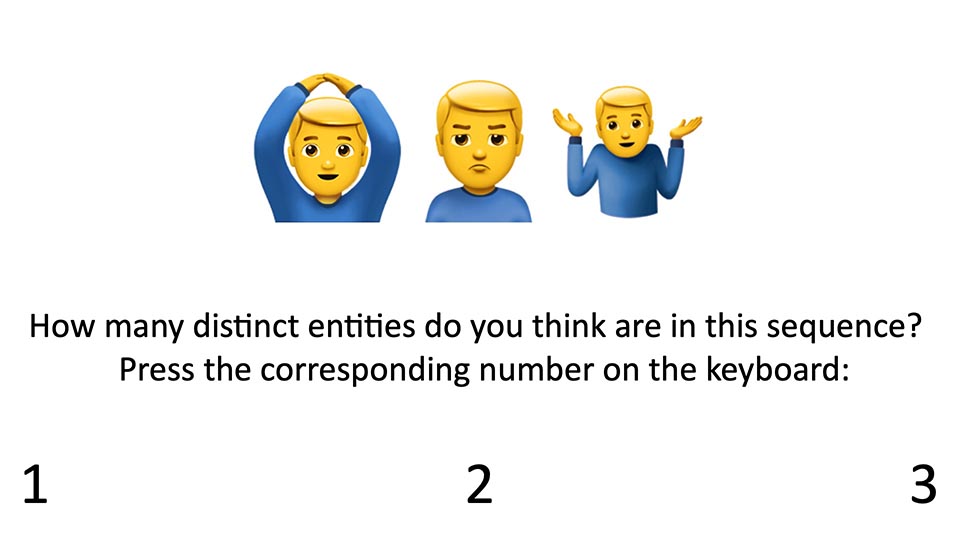 How many distinct entities do you think are in this sequence?
Press the corresponding number on the keyboard:
1 2 3